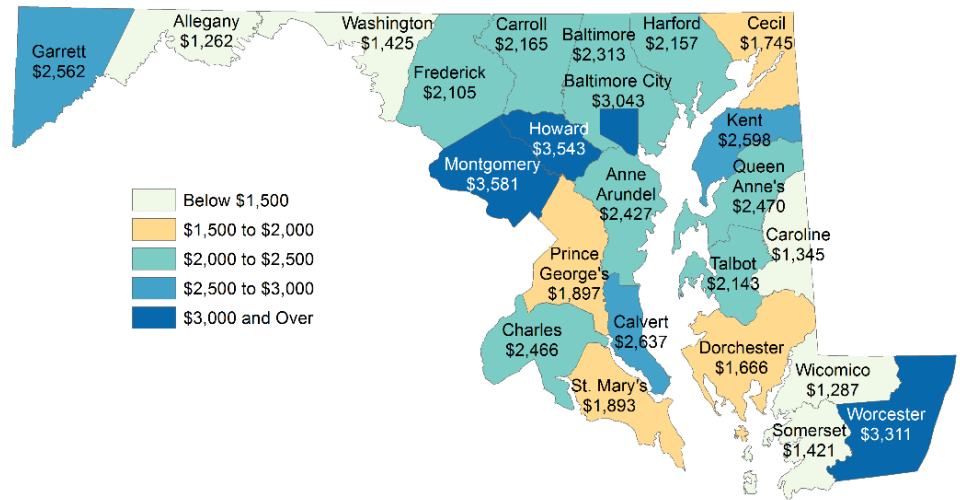 Garrett
$2,562
Allegany
$1,262
Washington
$1,425
Frederick
$2,105
Carroll
$2,165
Baltimore
$2,313
Harford
$2,157
Cecil
$1,745
Baltimore City
$3,043
Howard
$3,543
Montgomery
$3,581
Kent
$2,598
Queen
Anne's
$2,470
Anne
Arundel
$2,427
Caroline
$1,345
Talbot
$2,143
Prince
George's
$1,897
Calvert
$2,637
Charles
$2,466
St. Mary's
$1,893
Dorchester
$1,666
Wicomico
$1,287
Worcester
$3,311
Somerset
$1,421
Below $1,500
$1,500 to $2,000
$2,000 to $2,500
$2,500 to $3,000
$3,000 and Over